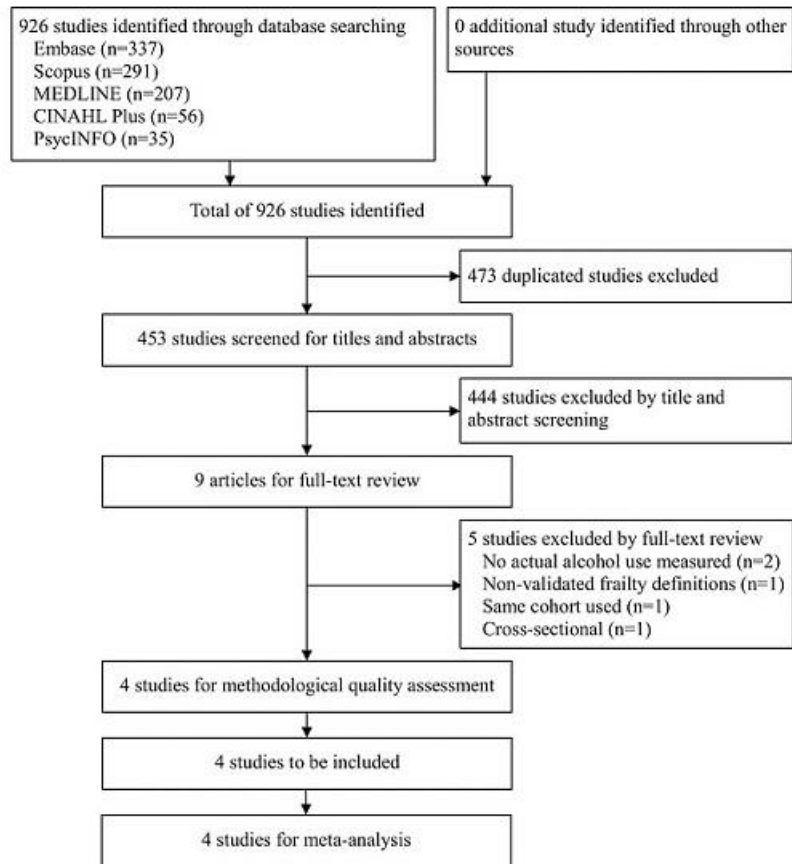 926 studies identified through database searching
Embase (n=337)
Scopus (n=291)
MEDLINE (n=207)
CINAHL Plus (n=56)
PsycINFO (n=35)
0 additional study identified through other
sources
Total of 926 studies identified
473 duplicated studies excluded
453 studies screened for titles and abstracts
444 studies excluded by title and
abstract screening
9 articles for full-text review
5 studies excluded by full-text review
No actual alcohol use measured (n=2)
Non-validated frailty definitions (n=1)
Same cohort used (n=1)
Cross-sectional (n=1)
4 studies for methodological quality assessment
4 studies to be included
4 studies for meta-analysis